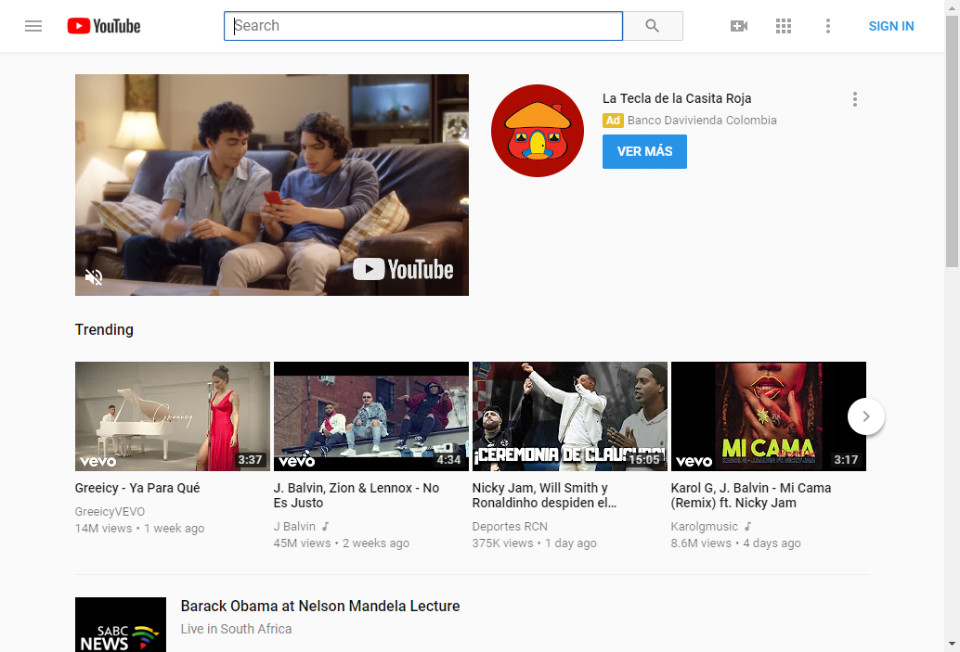 YouTube
Search
SIGN IN
YouTube
La Tecla de la Casita Roja
Ad Banco Davivienda Colombia
VER MÁS
Trending
Greeicy
vevo 3:37
vevo 4:34
¡CEREMONIA DE CLAUSURA!
15:05
MI CAMA
vevo 3:17
Greeicy - Ya Para Qué
GreeicyVEVO
14M views • 1 week ago
J. Balvin, Zion & Lennox - No
Es Justo
J Balvin
45M views • 2 weeks ago
Nicky Jam, Will Smith y
Ronaldinho despiden el...
Deportes RCN
375K views • 1 day ago
Karol G, J. Balvin - Mi Cama
(Remix) ft. Nicky Jam
Karolgmusic
8.6M views • 4 days ago
SABC
NEWS
Barack Obama at Nelson Mandela Lecture
Live in South Africa